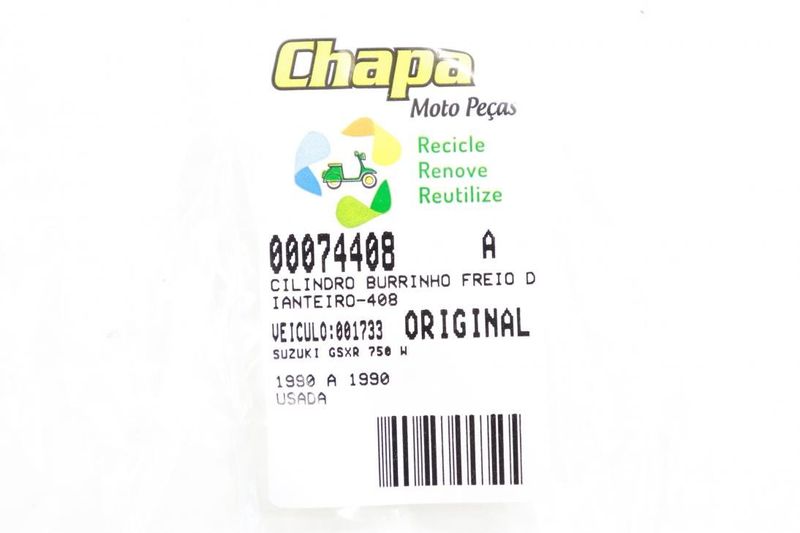 Chapa
Moto Peças
Recicle
Renove
Reutilize
00074408 A
CILINDRO BURRINHO FREIO D
IANTEIRO-408
VEICULO:001733 ORIGINAL
SUZUKI GSXR 750 W
1990 A 1990
USADA